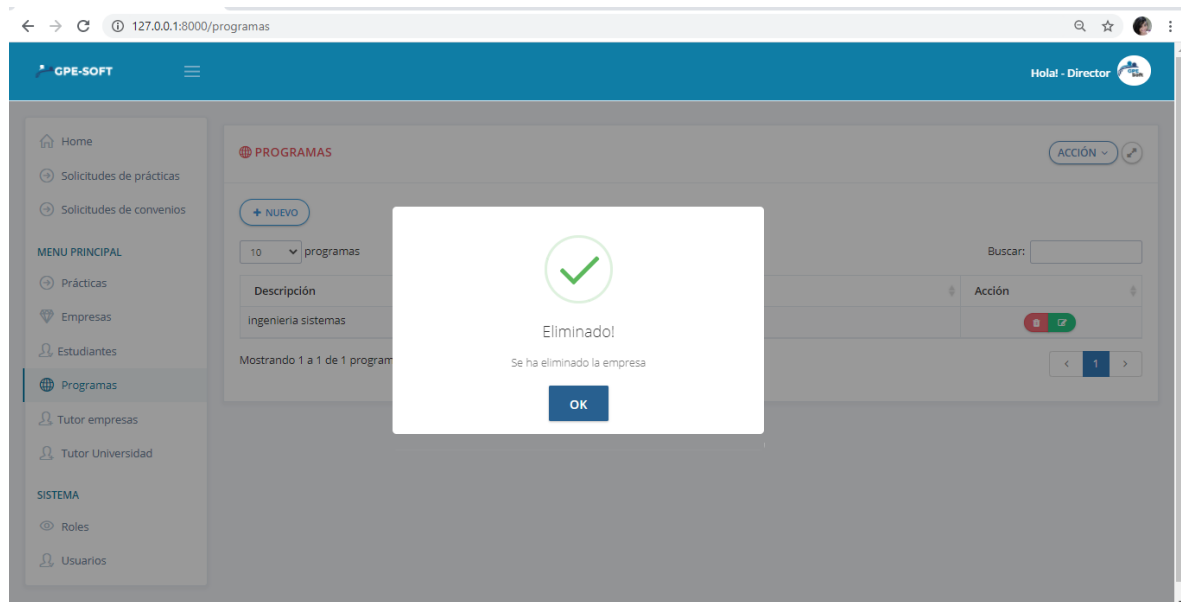 127.0.0.1:8000/programas
GPE-SOFT
Hola! - Director
Home
Solicitudes de prácticas
Solicitudes de convenios
MENU PRINCIPAL
Prácticas
Empresas
Estudiantes
Programas
Tutor empresas
Tutor Universidad
SISTEMA
Roles
Usuarios
PROGRAMAS
ACCIÓN
+ NUEVO
10 programas
Buscar:
Descripción
Acción
ingenieria sistemas
Mostrando 1 a 1 de 1 program
< 1 >
Eliminado!
Se ha eliminado la empresa
OK